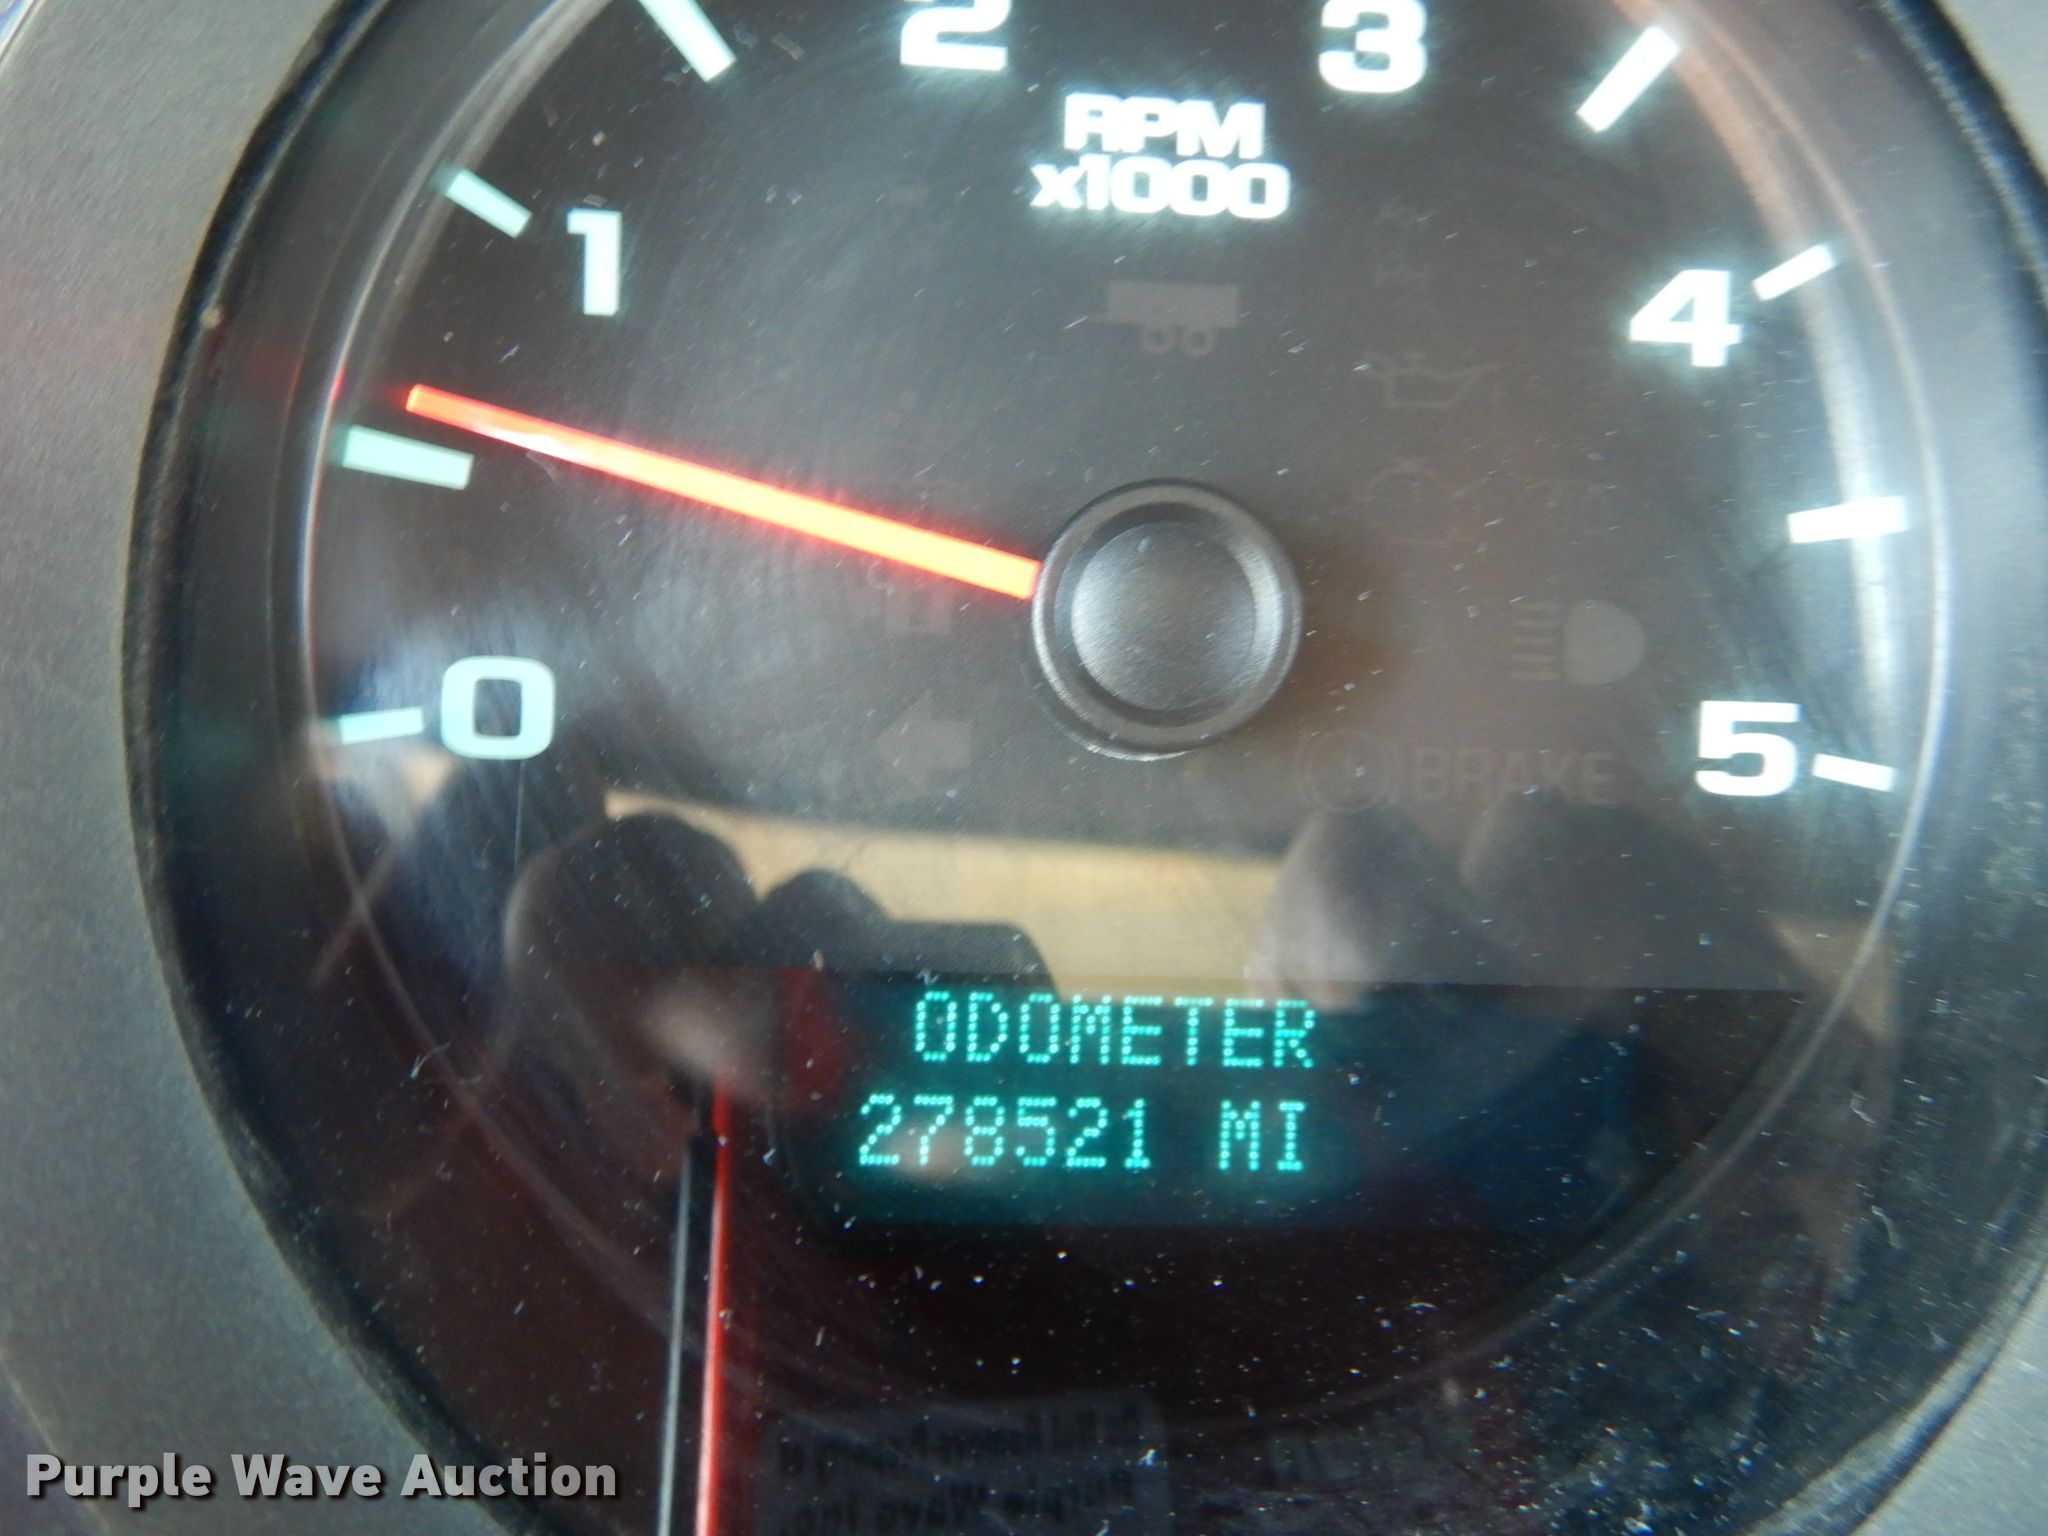 2 3
RPM
x1000
1
4
0
5
BRAKE
ODOMETER
278521 MI
Purple Wave Auction